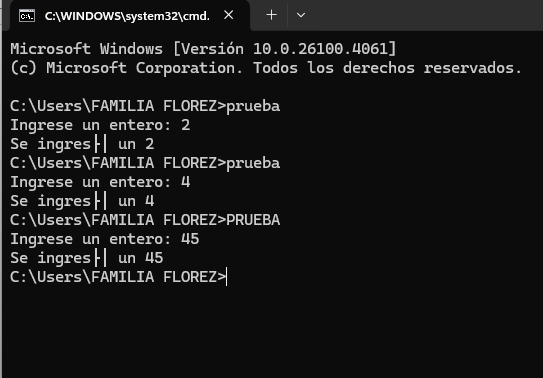 C:\WINDOWS\system32\cmd.
Microsoft Windows [Versión 10.0.26100.4061]
(c) Microsoft Corporation. Todos los derechos reservados.
C:\Users\FAMILIA FLOREZ>prueba
Ingrese un entero: 2
Se ingres├│ un 2
C:\Users\FAMILIA FLOREZ>prueba
Ingrese un entero: 4
Se ingres├│ un 4
C:\Users\FAMILIA FLOREZ>PRUEBA
Ingrese un entero: 45
Se ingres├│ un 45
C:\Users\FAMILIA FLOREZ>